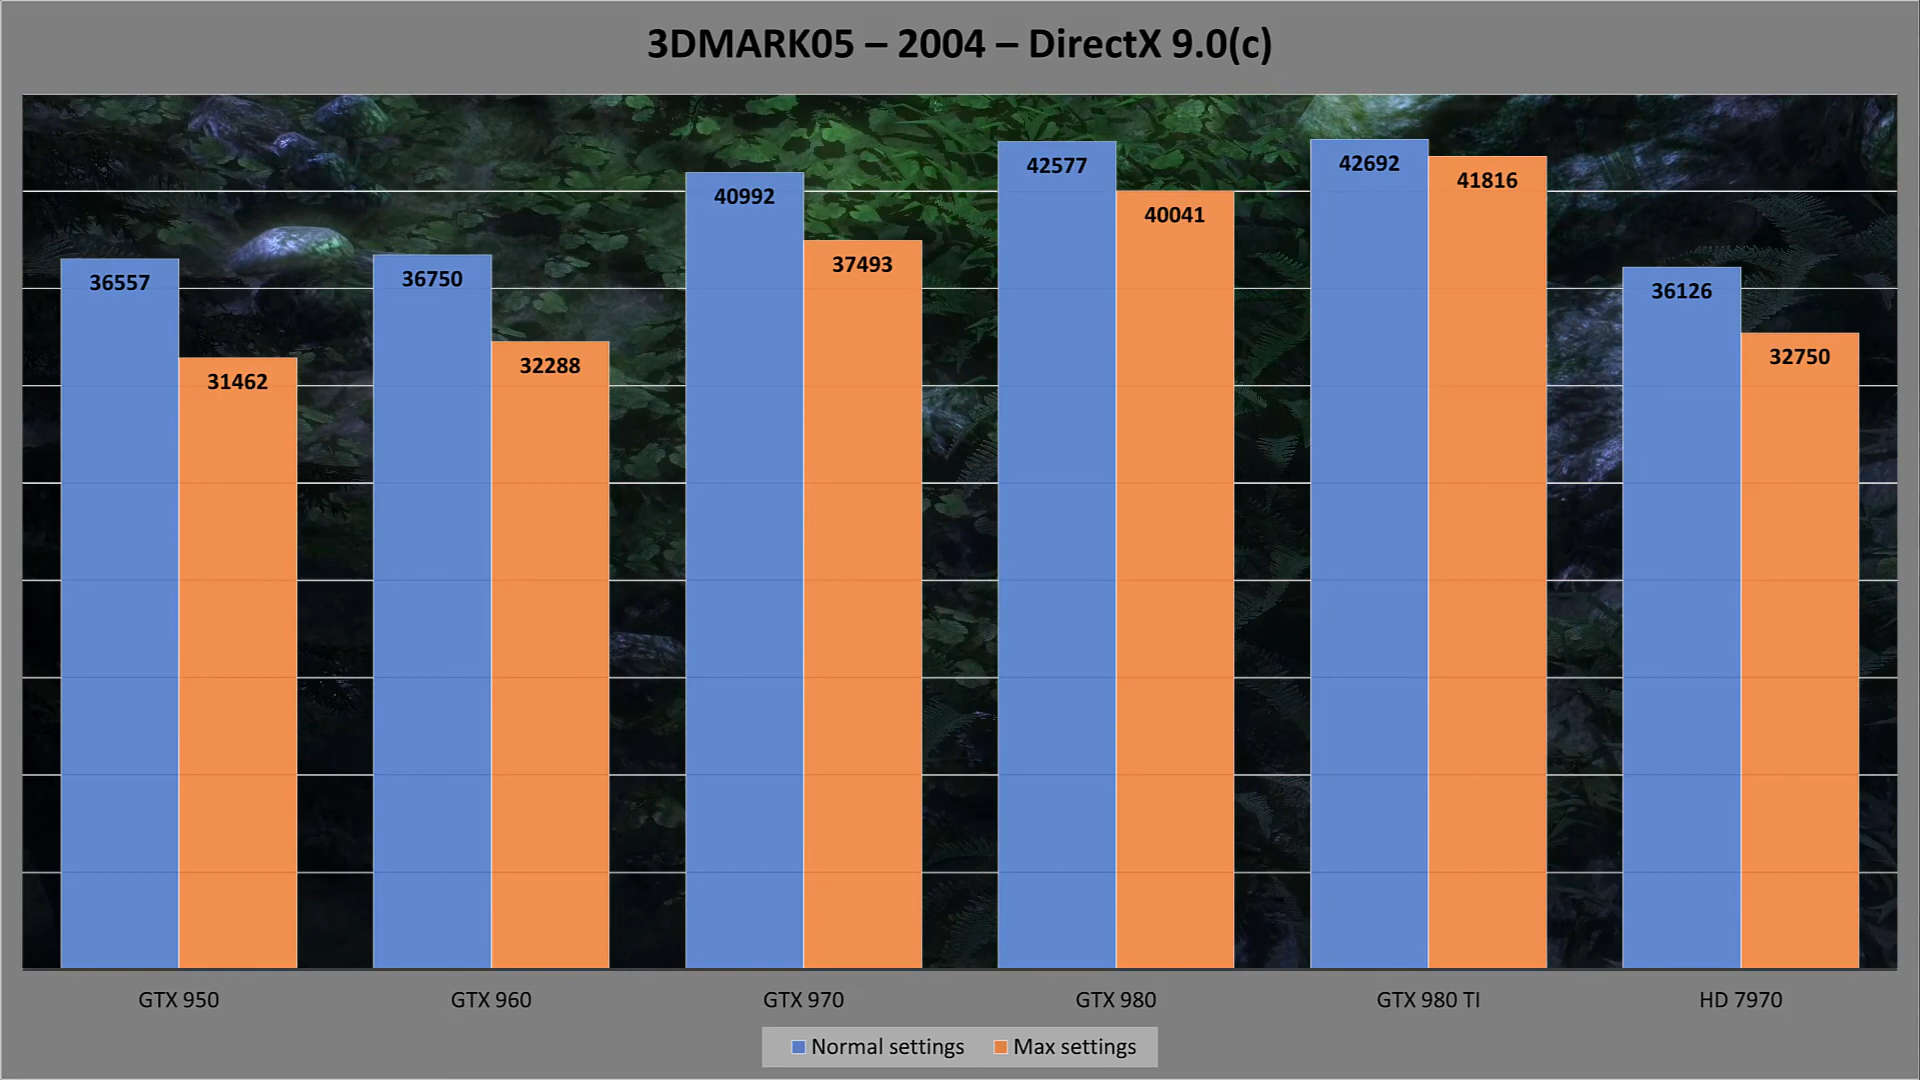 3DMARK05 – 2004 – DirectX 9.0(c)
36557
31462
36750
32288
40992
37493
42577
40041
42692
41816
36126
32750
GTX 950
GTX 960
GTX 970
GTX 980
GTX 980 TI
HD 7970
Normal settings
Max settings